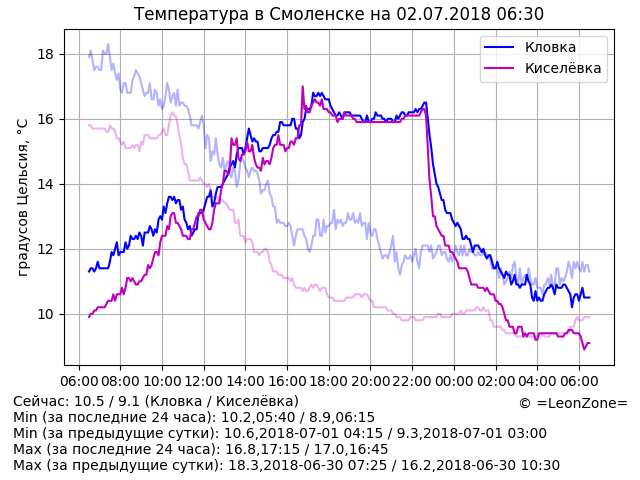 Температура в Смоленске на 02.07.2018 06:30
градусов Цельсия, °C
18
16
14
12
10
Кловка
Киселёвка
06:00 08:00 10:00 12:00 14:00 16:00 18:00 20:00 22:00 00:00 02:00 04:00 06:00
Сейчас: 10.5 / 9.1 (Кловка / Киселёвка)
© =LeonZone=
Min (за последние 24 часа): 10.2,05:40 / 8.9,06:15
Min (за предыдущие сутки): 10.6,2018-07-01 04:15 / 9.3,2018-07-01 03:00
Max (за последние 24 часа): 16.8,17:15 / 17.0,16:45
Max (за предыдущие сутки): 18.3,2018-06-30 07:25 / 16.2,2018-06-30 10:30